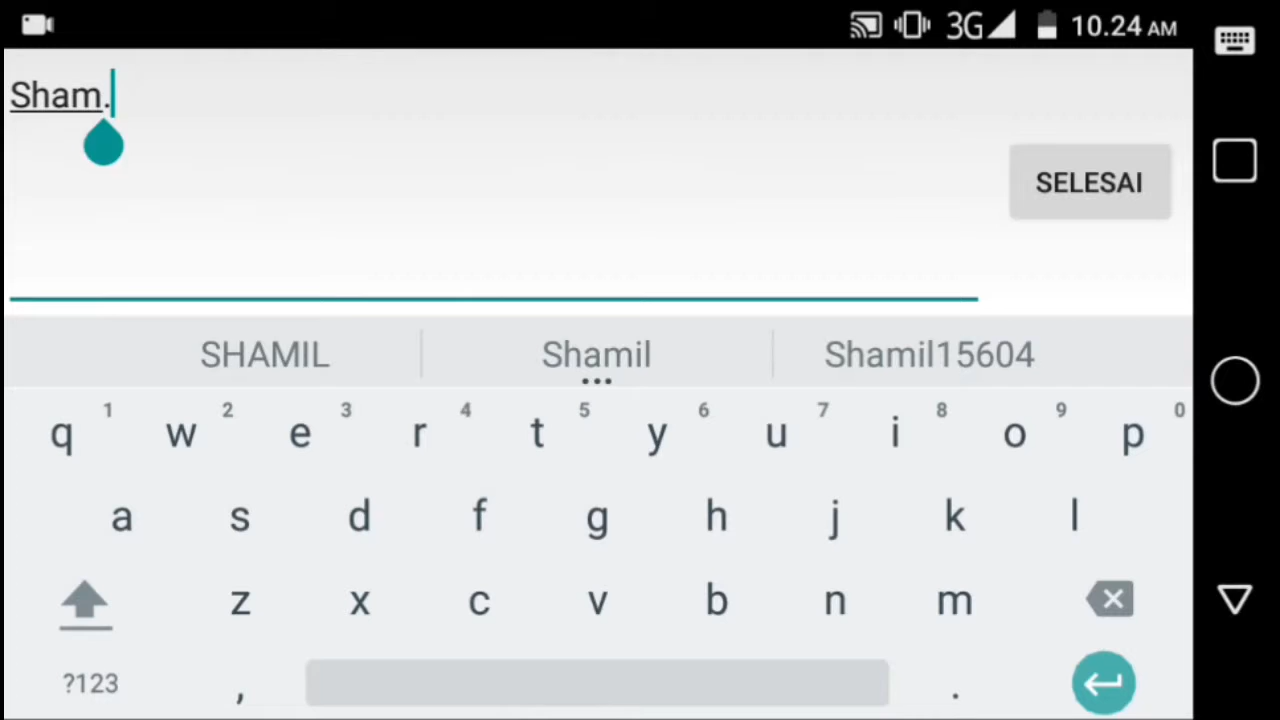 3G 10.24 AM
Sham.
SELESAI
SHAMIL Shamil Shamil15604
q 1 w 2 e 3 r 4 t 5 y 6 u 7 i 8 o 9 p 0
a s d f g h j k l
z x c v b n m
?123 , .